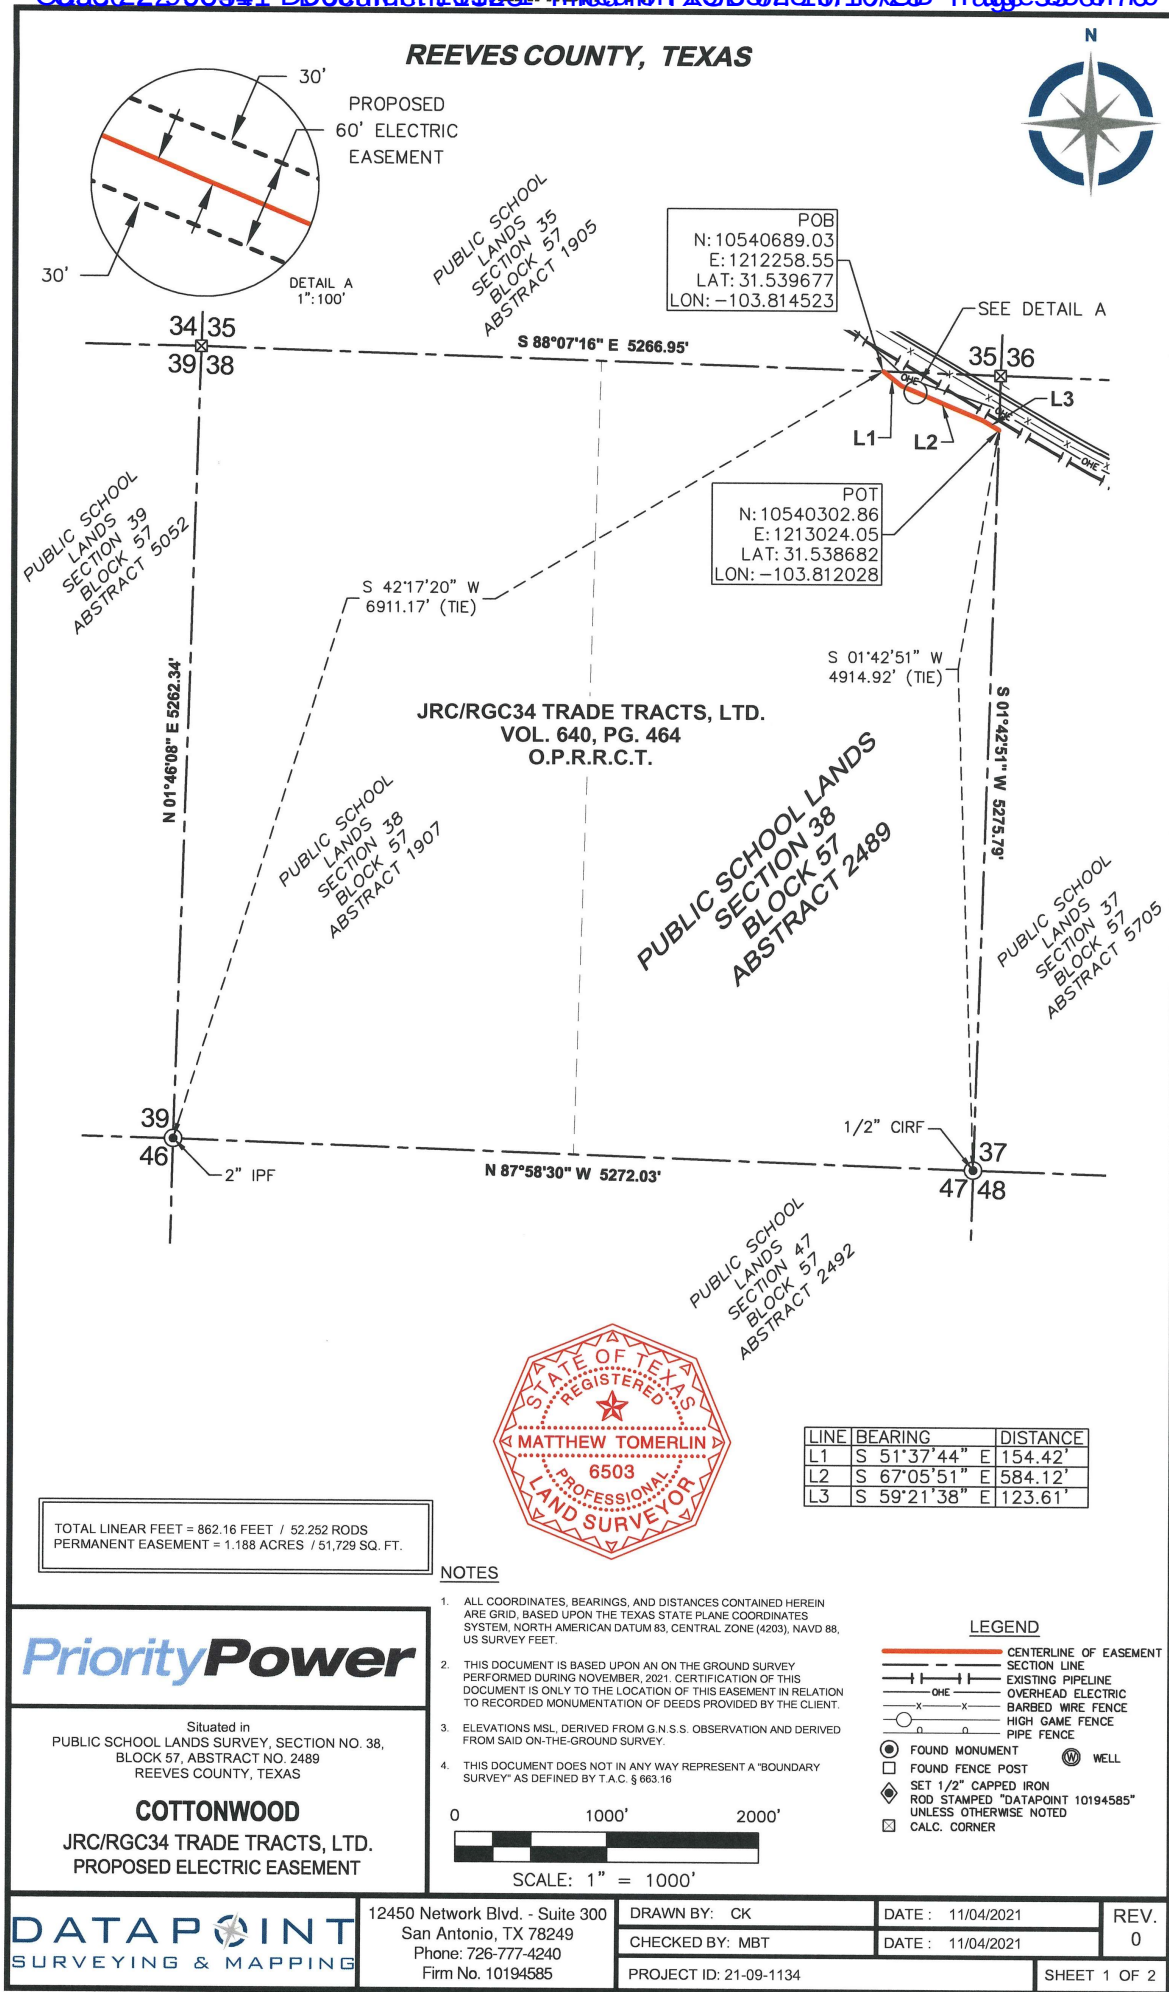 REEVES COUNTY, TEXAS
N
30'
PROPOSED
60' ELECTRIC
EASEMENT
30'
DETAIL A
1":100'
PUBLIC SCHOOL
LANDS
SECTION 35
BLOCK 57
ABSTRACT 1905
POB
N: 10540689.03
E: 1212258.55
LAT: 31.539677
LON: -103.814523
SEE DETAIL A
34 35
39 38
S 88°07'16" E 5266.95'
35 36
OHE
OHE
OHE
L1
L2
L3
POT
N: 10540302.86
E: 1213024.05
LAT: 31.538682
LON: -103.812028
PUBLIC SCHOOL
LANDS
SECTION 39
BLOCK 57
ABSTRACT 5052
S 42°17'20" W
6911.17' (TIE)
S 01°42'51" W
4914.92' (TIE)
N 01°46'08" E 5262.34'
S 01°42'51" W 5275.79'
JRC/RGC34 TRADE TRACTS, LTD.
VOL. 640, PG. 464
O.P.R.R.C.T.
PUBLIC SCHOOL
LANDS
SECTION 38
BLOCK 57
ABSTRACT 1907
PUBLIC SCHOOL LANDS
SECTION 38
BLOCK 57
ABSTRACT 2489
PUBLIC SCHOOL
LANDS
SECTION 37
BLOCK 57
ABSTRACT 5705
39
46
2" IPF
N 87°58'30" W 5272.03'
1/2" CIRF
37
47 48
PUBLIC SCHOOL
LANDS
SECTION 47
BLOCK 57
ABSTRACT 2492
STATE OF TEXAS
REGISTERED
MATTHEW TOMERLIN
6503
PROFESSIONAL
LAND SURVEYOR
LINE BEARING DISTANCE
L1 S 51°37'44" E 154.42'
L2 S 67°05'51" E 584.12'
L3 S 59°21'38" E 123.61'
TOTAL LINEAR FEET = 862.16 FEET / 52.252 RODS
PERMANENT EASEMENT = 1.188 ACRES / 51,729 SQ. FT.
NOTES
1. ALL COORDINATES, BEARINGS, AND DISTANCES CONTAINED HEREIN
ARE GRID, BASED UPON THE TEXAS STATE PLANE COORDINATES
SYSTEM, NORTH AMERICAN DATUM 83, CENTRAL ZONE (4203), NAVD 88,
US SURVEY FEET.
2. THIS DOCUMENT IS BASED UPON AN ON THE GROUND SURVEY
PERFORMED DURING NOVEMBER, 2021. CERTIFICATION OF THIS
DOCUMENT IS ONLY TO THE LOCATION OF THIS EASEMENT IN RELATION
TO RECORDED MONUMENTATION OF DEEDS PROVIDED BY THE CLIENT.
3. ELEVATIONS MSL, DERIVED FROM G.N.S.S. OBSERVATION AND DERIVED
FROM SAID ON-THE-GROUND SURVEY.
4. THIS DOCUMENT DOES NOT IN ANY WAY REPRESENT A "BOUNDARY
SURVEY" AS DEFINED BY T.A.C. § 663.16
0 1000' 2000'
SCALE: 1" = 1000'
LEGEND
CENTERLINE OF EASEMENT
SECTION LINE
EXISTING PIPELINE
OHE OVERHEAD ELECTRIC
BARBED WIRE FENCE
HIGH GAME FENCE
PIPE FENCE
FOUND MONUMENT
W WELL
FOUND FENCE POST
SET 1/2" CAPPED IRON
ROD STAMPED "DATAPOINT 10194585"
UNLESS OTHERWISE NOTED
CALC. CORNER
PriorityPower
Situated in
PUBLIC SCHOOL LANDS SURVEY, SECTION NO. 38,
BLOCK 57, ABSTRACT NO. 2489
REEVES COUNTY, TEXAS
COTTONWOOD
JRC/RGC34 TRADE TRACTS, LTD.
PROPOSED ELECTRIC EASEMENT
DATAPOINT
SURVEYING & MAPPING
12450 Network Blvd. - Suite 300
San Antonio, TX 78249
Phone: 726-777-4240
Firm No. 10194585
DRAWN BY: CK
DATE : 11/04/2021
CHECKED BY: MBT
DATE : 11/04/2021
REV.
0
PROJECT ID: 21-09-1134
SHEET 1 OF 2